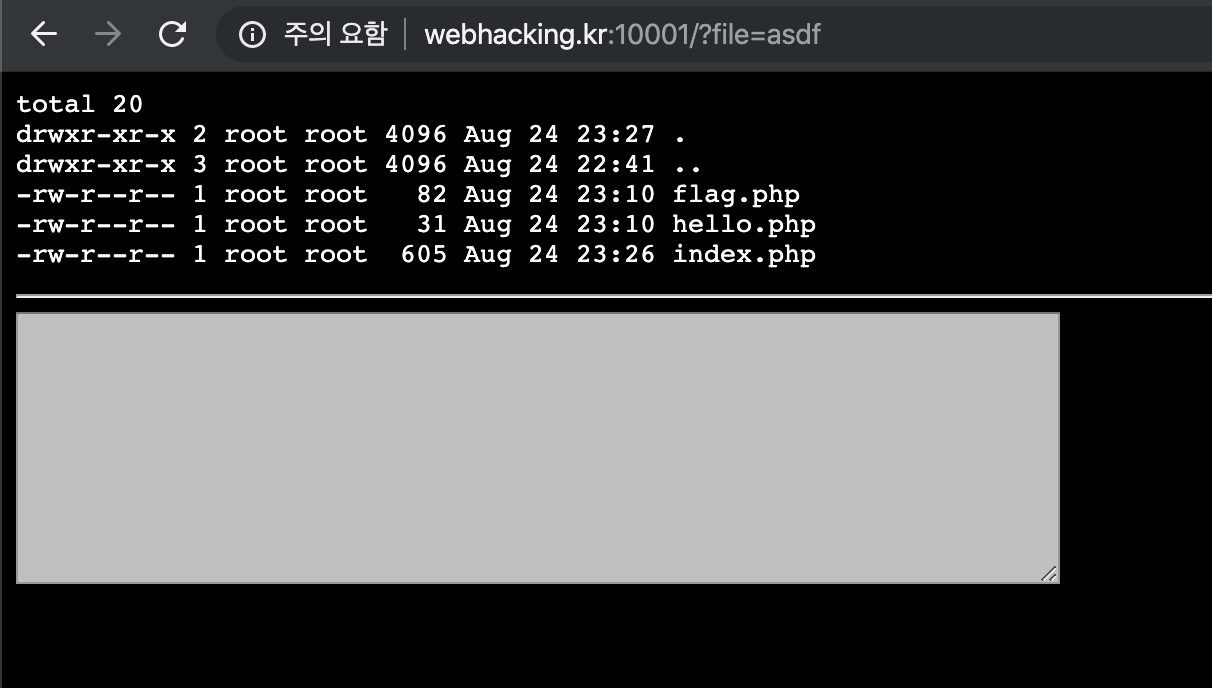 주의 요함 webhacking.kr:10001/?file=asdf
total 20
drwxr-xr-x 2 root root 4096 Aug 24 23:27 .
drwxr-xr-x 3 root root 4096 Aug 24 22:41 ..
-rw-r--r-- 1 root root   82 Aug 24 23:10 flag.php
-rw-r--r-- 1 root root   31 Aug 24 23:10 hello.php
-rw-r--r-- 1 root root  605 Aug 24 23:26 index.php